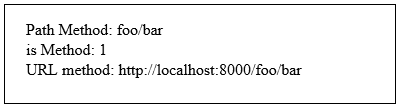 Path Method: foo/bar
is Method: 1
URL method: http://localhost:8000/foo/bar